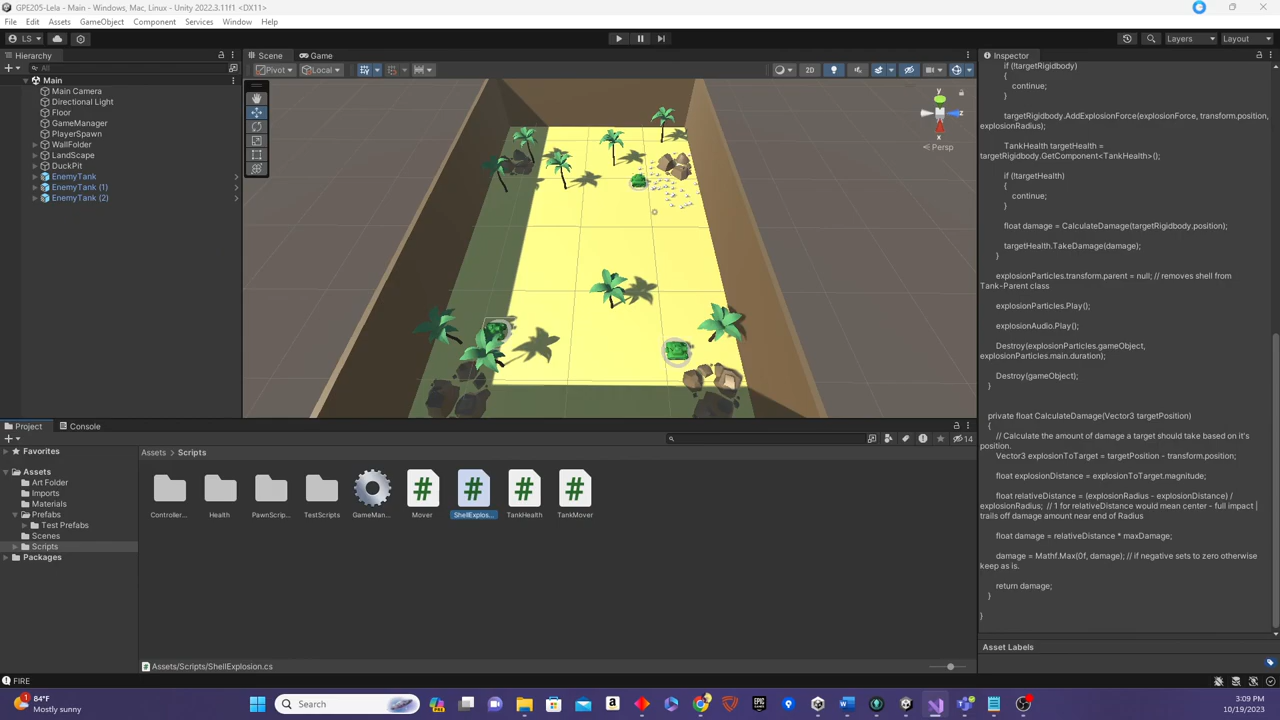 GPE205-Lela - Main - Windows, Mac, Linux - Unity 2022.3.11f1 <DX11>
File Edit Assets GameObject Component Services Window Help
LS
Layers Layout
Hierarchy
All
Main
Main Camera
Directional Light
Floor
GameManager
PlayerSpawn
WallFolder
LandScape
DuckPit
EnemyTank
EnemyTank (1)
EnemyTank (2)
Scene Game
Pivot Local 2D
y
z
x
Persp
Inspector
if (!targetRigidbody)
{
continue;
}
targetRigidbody.AddExplosionForce(explosionForce, transform.position,
explosionRadius);
TankHealth targetHealth =
targetRigidbody.GetComponent<TankHealth>();
if (!targetHealth)
{
continue;
}
float damage = CalculateDamage(targetRigidbody.position);
targetHealth.TakeDamage(damage);
}
explosionParticles.transform.parent = null; // removes shell from
Tank-Parent class
explosionParticles.Play();
explosionAudio.Play();
Destroy(explosionParticles.gameObject,
explosionParticles.main.duration);
Destroy(gameObject);
}
private float CalculateDamage(Vector3 targetPosition)
{
// Calculate the amount of damage a target should take based on it's
position.
Vector3 explosionToTarget = targetPosition - transform.position;
float explosionDistance = explosionToTarget.magnitude;
float relativeDistance = (explosionRadius - explosionDistance) /
explosionRadius; // 1 for relativeDistance would mean center - full impact |
trails off damage amount near end of Radius
float damage = relativeDistance * maxDamage;
damage = Mathf.Max(0f, damage); // if negative sets to zero otherwise
keep as is.
return damage;
}
}
Asset Labels
Project Console
14
Favorites
Assets
Art Folder
Imports
Materials
Prefabs
Test Prefabs
Scenes
Scripts
Packages
Assets > Scripts
Controller... Health PawnScrip... TestScripts GameMan... Mover ShellExplos... TankHealth TankMover
Assets/Scripts/ShellExplosion.cs
FIRE
1
84°F
Mostly sunny
Search
PRE
EPIC
3:09 PM
10/19/2023